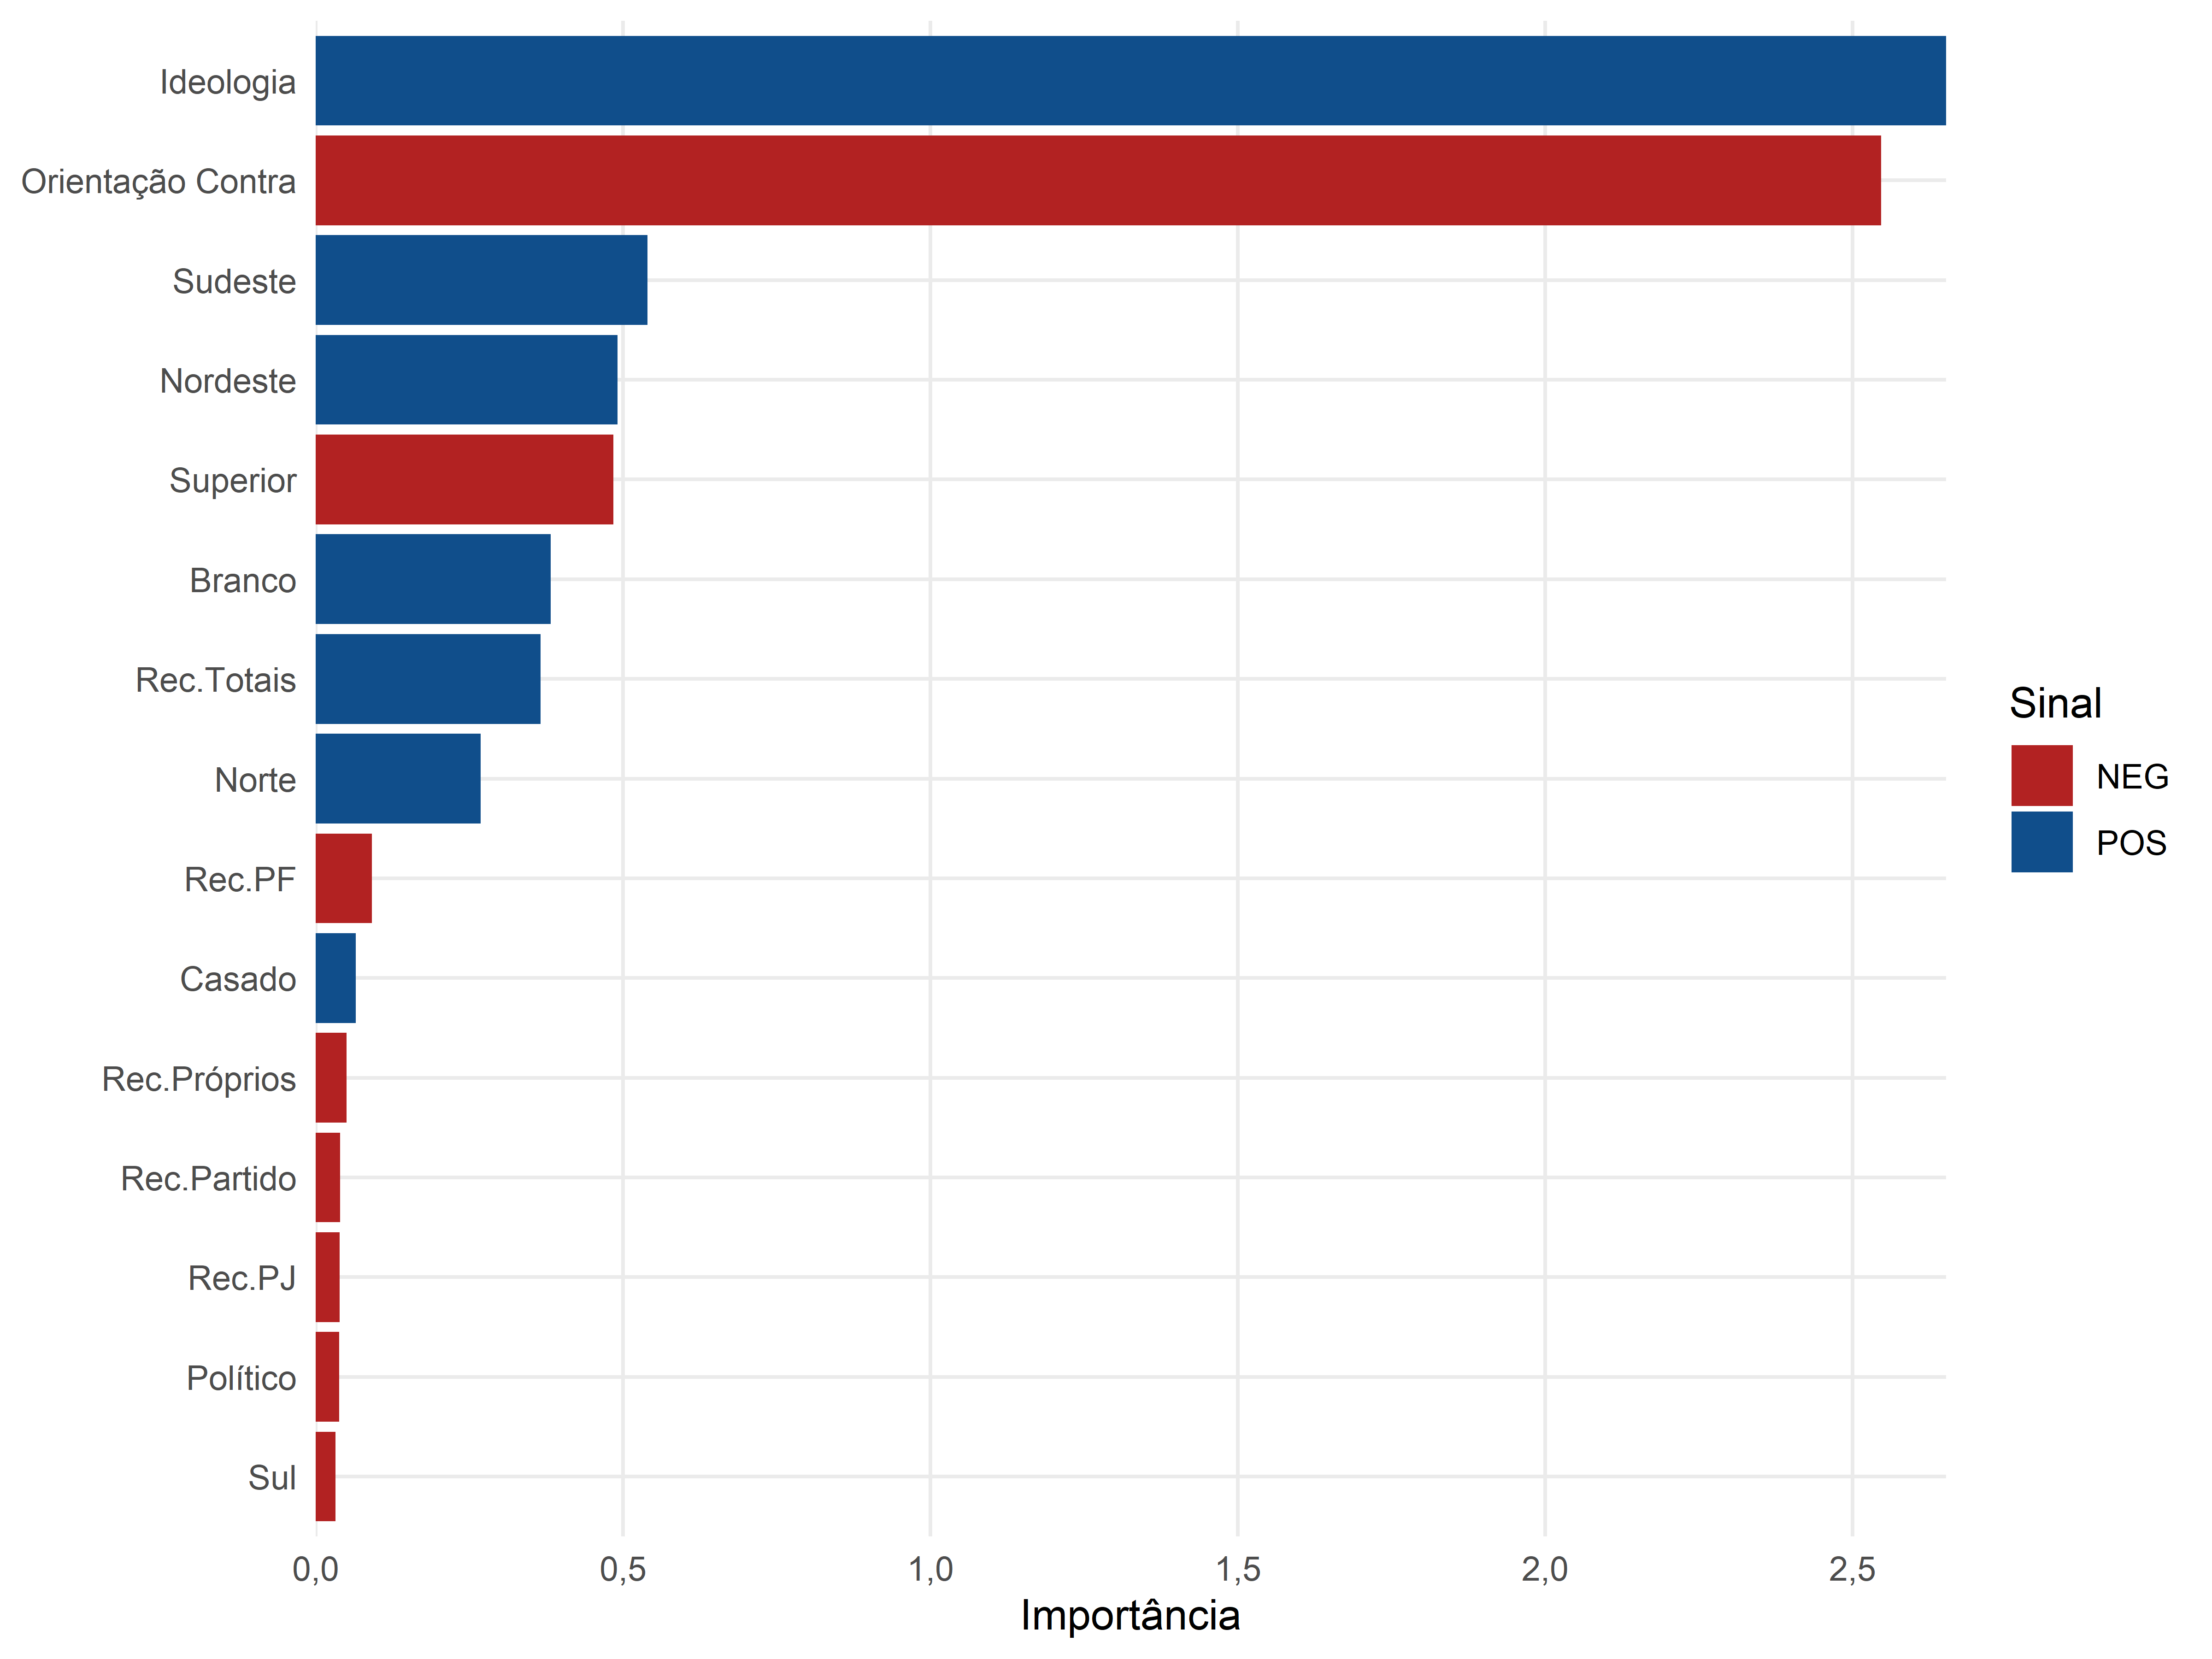 Ideologia
Orientação Contra
Sudeste
Nordeste
Superior
Branco
Rec.Totais
Norte
Rec.PF
Casado
Rec.Próprios
Rec.Partido
Rec.PJ
Político
Sul
0,0 0,5 1,0 1,5 2,0 2,5
Importância
Sinal
NEG
POS